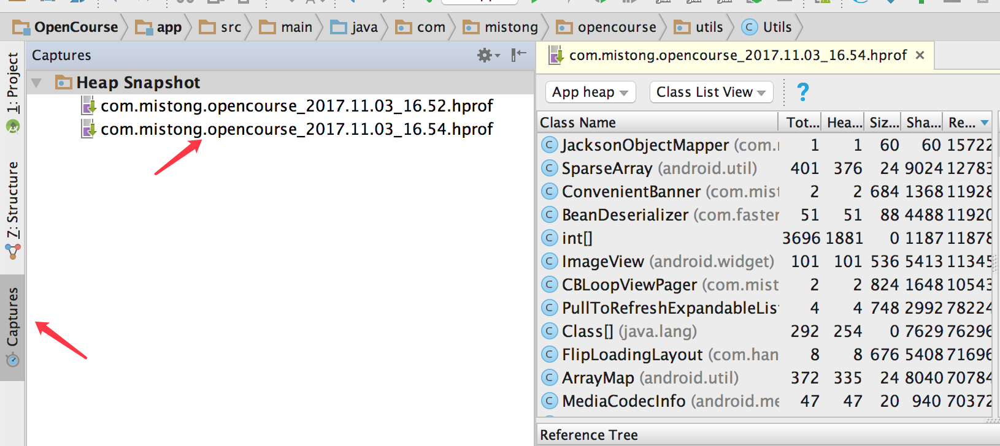 OpenCourse app src main java com mistong opencourse utils Utils
1: Project
7: Structure
Captures
Captures
Heap Snapshot
com.mistong.opencourse_2017.11.03_16.52.hprof
com.mistong.opencourse_2017.11.03_16.54.hprof
com.mistong.opencourse_2017.11.03_16.54.hprof
App heap Class List View ?
Class Name Tot... Hea... Siz... Sha... Re...
JacksonObjectMapper (com.r 1 1 60 60 15722
SparseArray (android.util) 401 376 24 9024 12783
ConvenientBanner (com.mist 2 2 684 1368 11928
BeanDeserializer (com.faster 51 51 88 4488 11920
int[] 3696 1881 0 1187 11878
ImageView (android.widget) 101 101 536 5413 11345
CBLoopViewPager (com.mist 2 2 824 1648 10543
PullToRefreshExpandableList 4 4 748 2992 78224
Class[] (java.lang) 292 254 0 7629 76296
FlipLoadingLayout (com.han 8 8 676 5408 71696
ArrayMap (android.util) 372 335 24 8040 70784
MediaCodecInfo (android.me 47 47 20 940 70372
Reference Tree